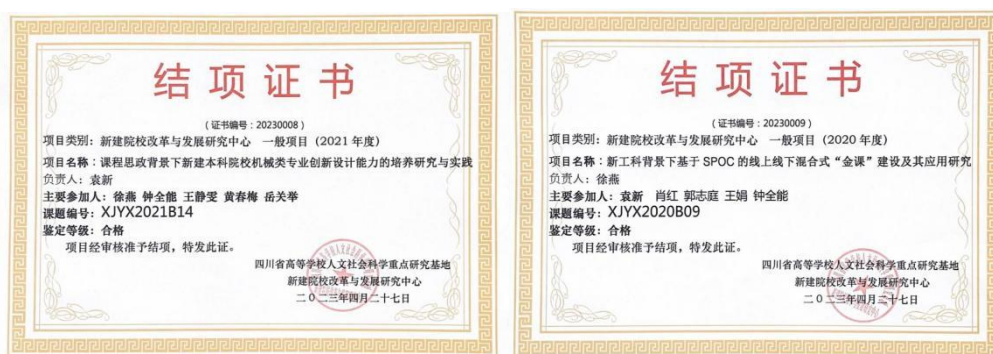 结项证书
(证书编号:20230008)
项目类别:新建院校改革与发展研究中心 一般项目(2021 年度)
项目名称:课程思政背景下新建本科院校机械类专业创新设计能力的培养研究与实践
负责人:袁新
主要参加人:徐燕 钟全能 王静雯 黄春梅 岳关举
课题编号:XJYX2021B14
鉴定等级:合格
项目经审核准予结项,特发此证。
四川省高等学校人文社会科学重点研究基地
新建院校改革与发展研究中心
二0二三年四月二十七日
结项证书
(证书编号:20230009)
项目类别:新建院校改革与发展研究中心 一般项目(2020 年度)
项目名称:新工科背景下基于 SPOC 的线上线下混合式“金课”建设及其应用研究
负责人:徐燕
主要参加人:袁新 肖红 郭志庭 王娟 钟全能
课题编号:XJYX2020B09
鉴定等级:合格
项目经审核准予结项,特发此证。
四川省高等学校人文社会科学重点研究基地
新建院校改革与发展研究中心
二0二三年四月二十七日